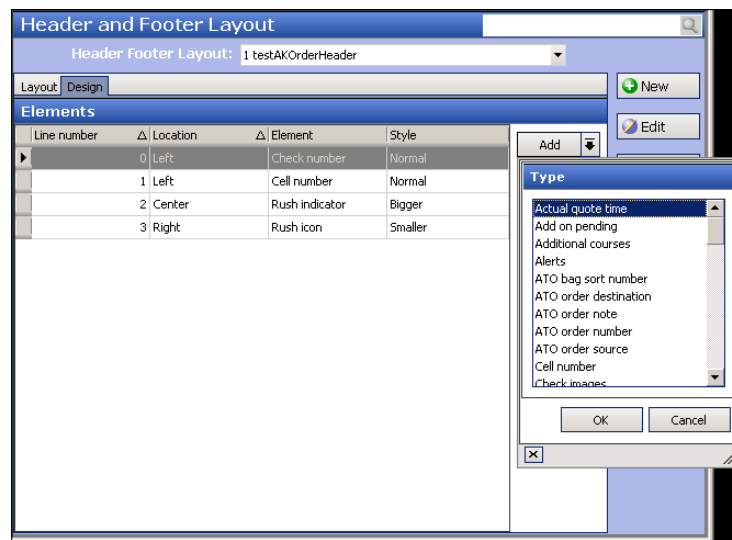 Header and Footer Layout
Header Footer Layout: 1 testAKOrderHeader
Layout Design
New
Elements
Edit
Line number Location Element Style
Add
0 Left Check number Normal
1 Left Cell number Normal
2 Center Rush indicator Bigger
3 Right Rush icon Smaller
Type
Actual quote time
Add on pending
Additional courses
Alerts
ATO bag sort number
ATO order destination
ATO order note
ATO order number
ATO order source
Cell number
Check images
OK Cancel